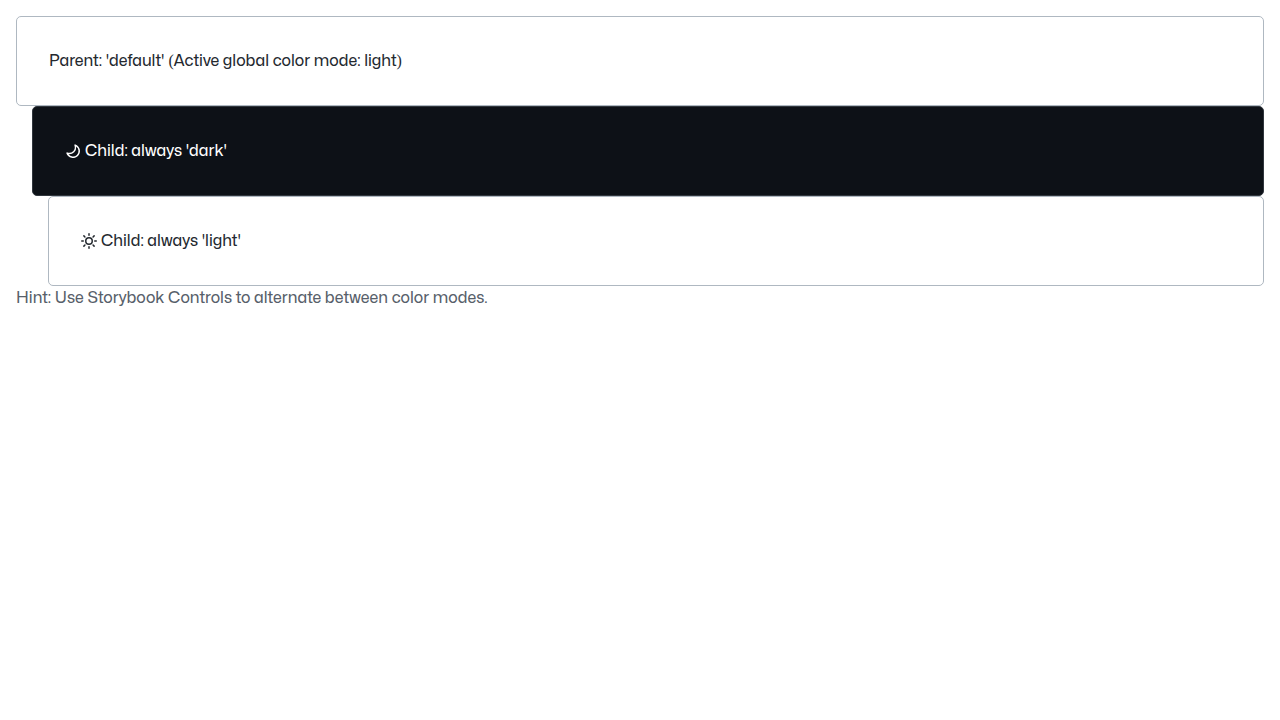 Parent: 'default' (Active global color mode: light)
Child: always 'dark'
Child: always 'light'
Hint: Use Storybook Controls to alternate between color modes.